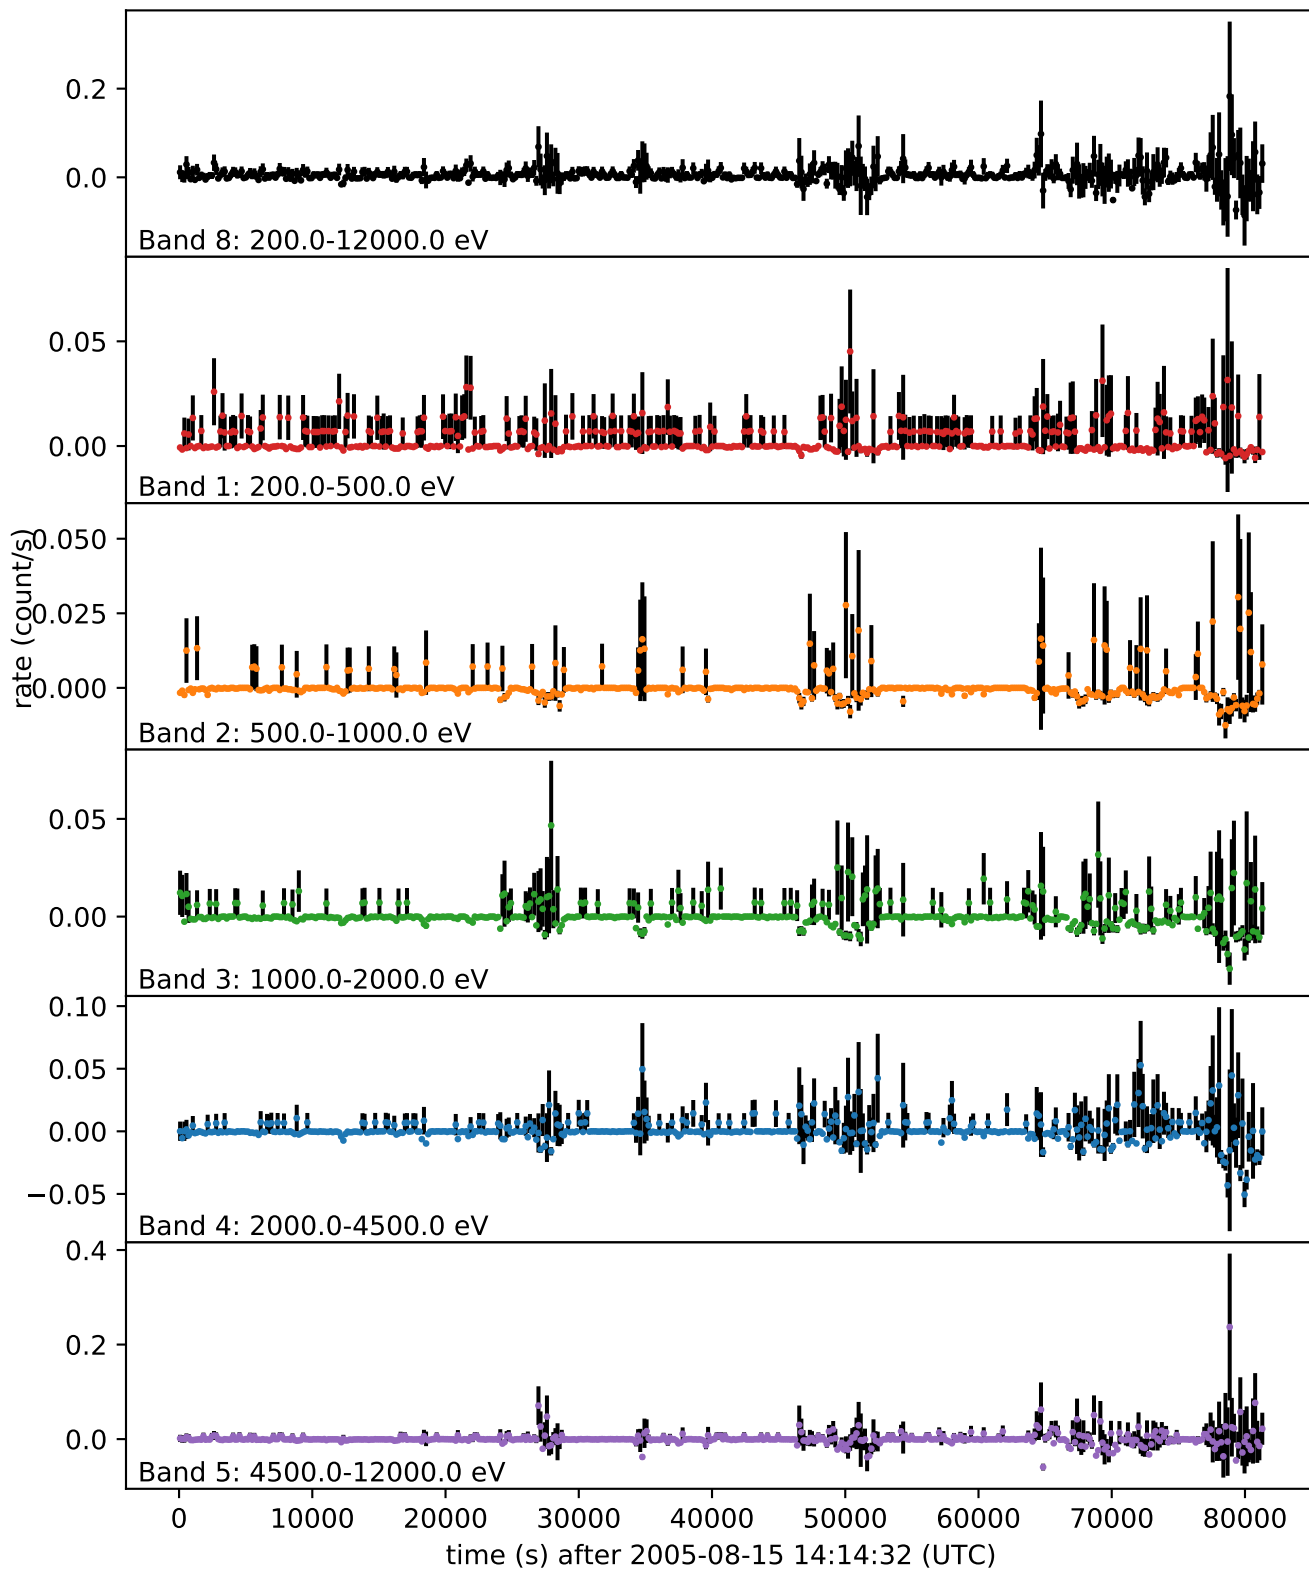 0.2
0.0
Band 8: 200.0-12000.0 eV
0.05
0.00
Band 1: 200.0-500.0 eV
rate (count/s)
0.050
0.025
0.000
Band 2: 500.0-1000.0 eV
0.05
0.00
Band 3: 1000.0-2000.0 eV
0.10
0.05
0.00
−0.05
Band 4: 2000.0-4500.0 eV
0.4
0.2
0.0
Band 5: 4500.0-12000.0 eV
0 10000 20000 30000 40000 50000 60000 70000 80000
time (s) after 2005-08-15 14:14:32 (UTC)